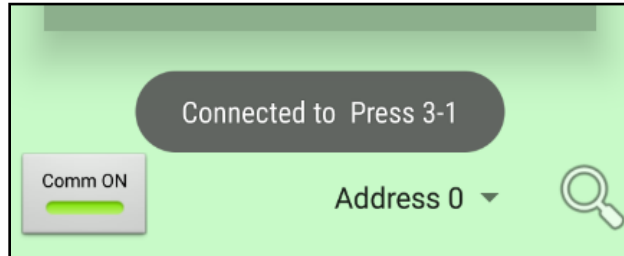 Connected to  Press 3-1
Comm ON
Address 0